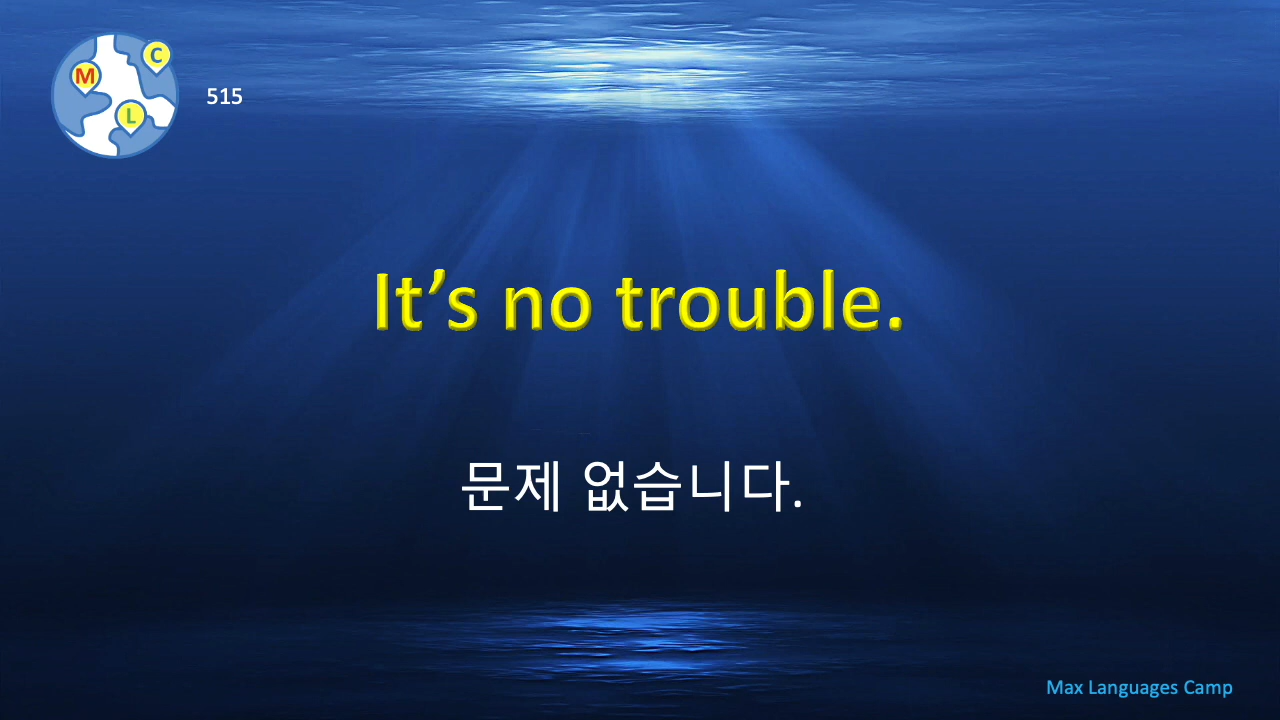 M
C
L
515
It’s no trouble.
문제 없습니다.
Max Languages Camp